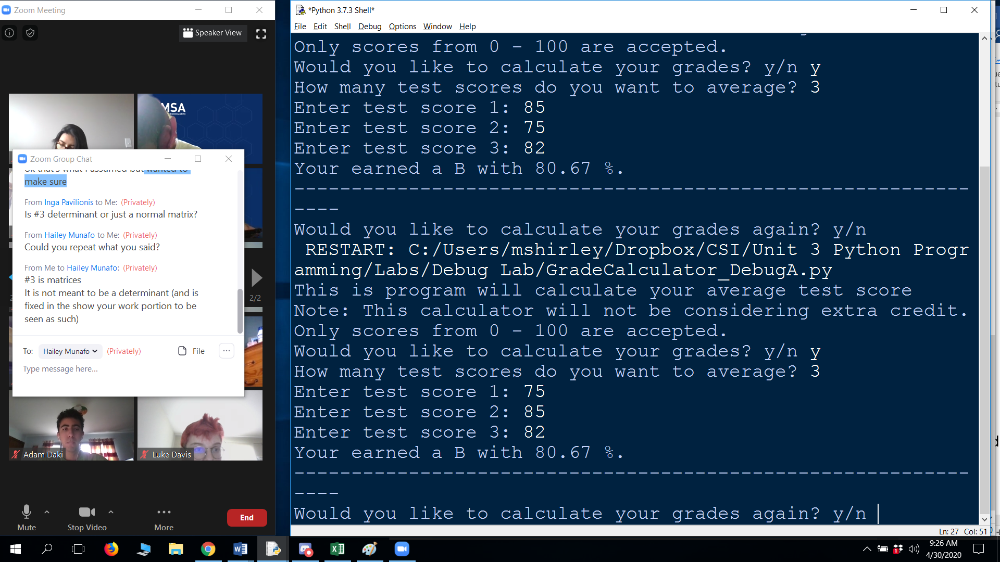 Zoom Meeting
Speaker View
MSA
Zoom Group Chat
wanted to
make sure
From Inga Pavilionis to Me: (Privately)
Is #3 determinant or just a normal matrix?
From Hailey Munafo to Me: (Privately)
Could you repeat what you said?
From Me to Hailey Munafo: (Privately)
#3 is matrices
It is not meant to be a determinant (and is
fixed in the show your work portion to be
seen as such)
To: Hailey Munafo (Privately) File ...
Type message here...
2/2
Adam Daki
Luke Davis
Mute
Stop Video
More
End
*Python 3.7.3 Shell*
File Edit Shell Debug Options Window Help
Only scores from 0 - 100 are accepted.
Would you like to calculate your grades? y/n y
How many test scores do you want to average? 3
Enter test score 1: 85
Enter test score 2: 75
Enter test score 3: 82
Your earned a B with 80.67 %.
-----------------------------------------------------------
----
Would you like to calculate your grades again? y/n
RESTART: C:/Users/mshirley/Dropbox/CSI/Unit 3 Python Progr
amming/Labs/Debug Lab/GradeCalculator_DebugA.py
This is program will calculate your average test score
Note: This calculator will not be considering extra credit.
Only scores from 0 - 100 are accepted.
Would you like to calculate your grades? y/n y
How many test scores do you want to average? 3
Enter test score 1: 75
Enter test score 2: 85
Enter test score 3: 82
Your earned a B with 80.67 %.
-----------------------------------------------------------
----
Would you like to calculate your grades again? y/n
Ln: 27 Col: 51
9:26 AM
4/30/2020